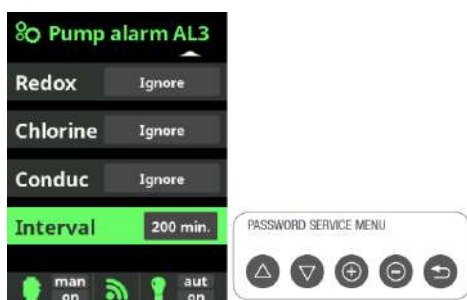 Pump alarm AL3
Redox Ignore
Chlorine Ignore
Conduc Ignore
Interval 200 min.
man on aut on
PASSWORD SERVICE MENU